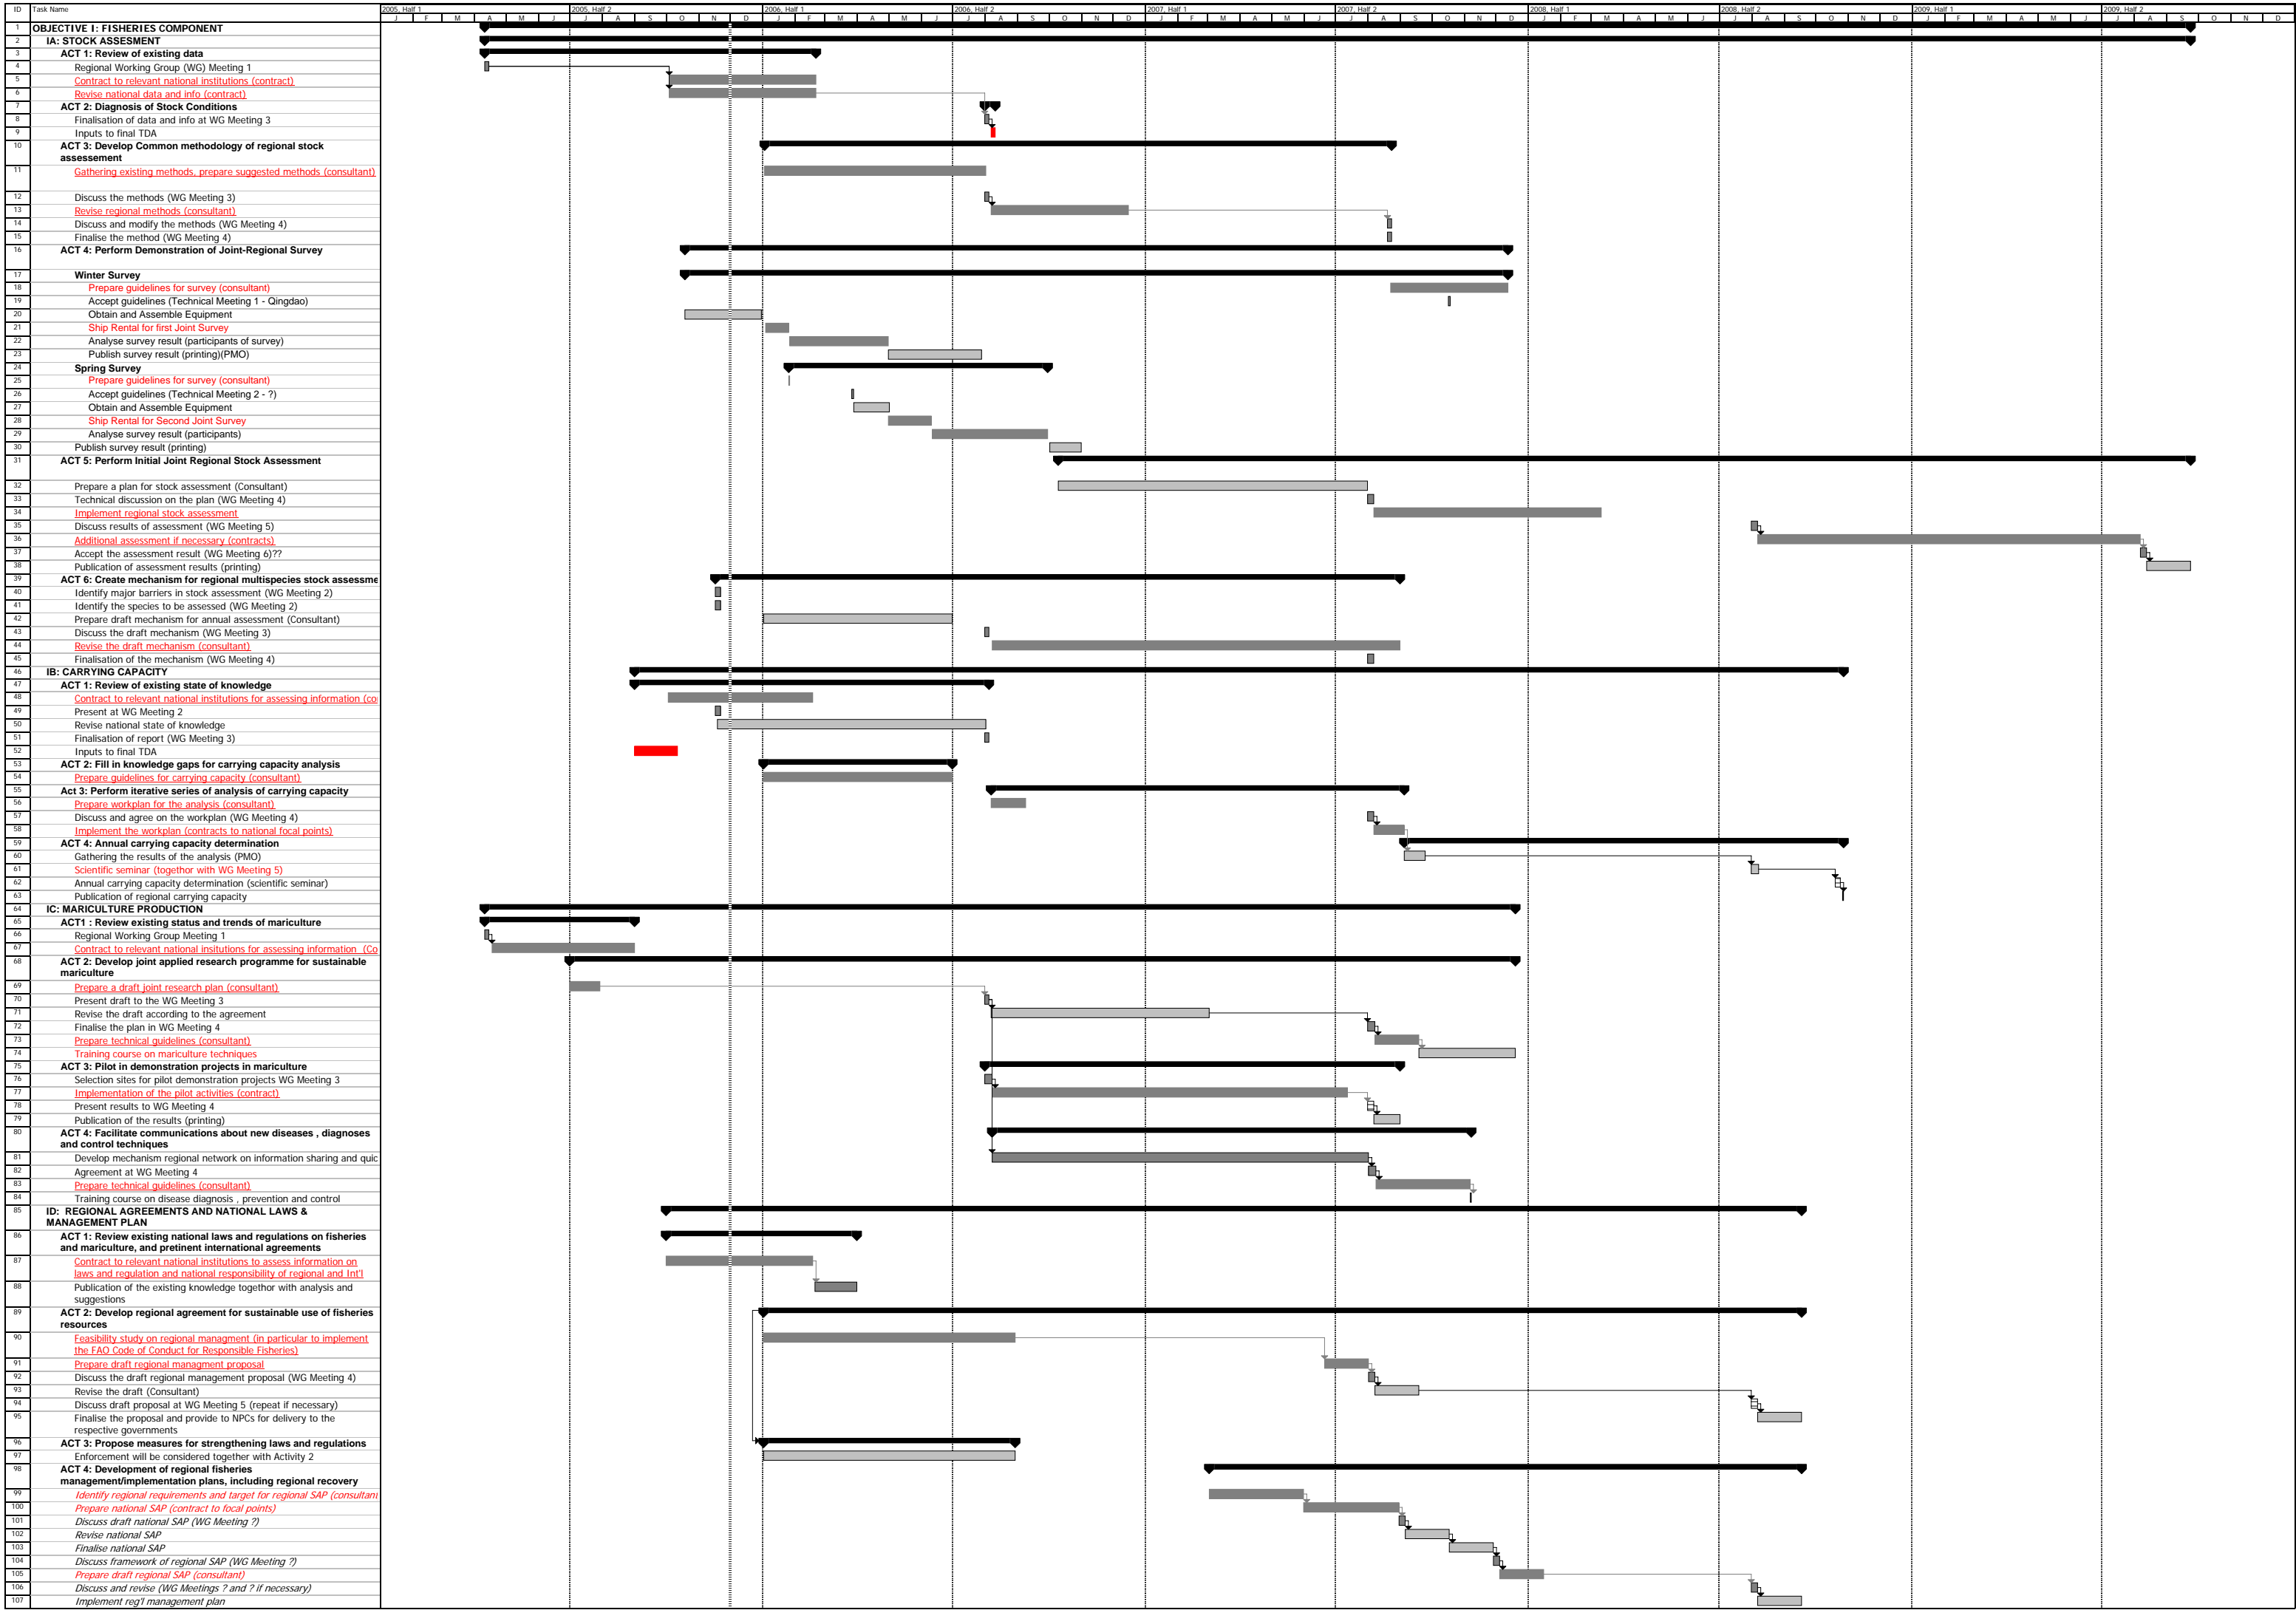 ID Task Name 2005, Half 1 2005, Half 2 2006, Half 1 2006, Half 2 2007, Half 1 2007, Half 2 2008, Half 1 2008, Half 2 2009, Half 1 2009, Half 2
J F M A M J J A S O N D J F M A M J J A S O N D J F M A M J J A S O N D J F M A M J J A S O N D J F M A M J J A S O N D
1 OBJECTIVE I: FISHERIES COMPONENT
2 IA: STOCK ASSESMENT
3 ACT 1: Review of existing data
4 Regional Working Group (WG) Meeting 1
5 Contract to relevant national institutions (contract)
6 Revise national data and info (contract)
7 ACT 2: Diagnosis of Stock Conditions
8 Finalisation of data and info at WG Meeting 3
9 Inputs to final TDA
10 ACT 3: Develop Common methodology of regional stock
assessement
11 Gathering existing methods, prepare suggested methods (consultant)
12 Discuss the methods (WG Meeting 3)
13 Revise regional methods (consultant)
14 Discuss and modify the methods (WG Meeting 4)
15 Finalise the method (WG Meeting 4)
16 ACT 4: Perform Demonstration of Joint-Regional Survey
17 Winter Survey
18 Prepare guidelines for survey (consultant)
19 Accept guidelines (Technical Meeting 1 - Qingdao)
20 Obtain and Assemble Equipment
21 Ship Rental for first Joint Survey
22 Analyse survey result (participants of survey)
23 Publish survey result (printing)(PMO)
24 Spring Survey
25 Prepare guidelines for survey (consultant)
26 Accept guidelines (Technical Meeting 2 - ?)
27 Obtain and Assemble Equipment
28 Ship Rental for Second Joint Survey
29 Analyse survey result (participants)
30 Publish survey result (printing)
31 ACT 5: Perform Initial Joint Regional Stock Assessment
32 Prepare a plan for stock assessment (Consultant)
33 Technical discussion on the plan (WG Meeting 4)
34 Implement regional stock assessment
35 Discuss results of assessment (WG Meeting 5)
36 Additional assessment if necessary (contracts)
37 Accept the assessment result (WG Meeting 6)??
38 Publication of assessment results (printing)
39 ACT 6: Create mechanism for regional multispecies stock assessme
40 Identify major barriers in stock assessment (WG Meeting 2)
41 Identify the species to be assessed (WG Meeting 2)
42 Prepare draft mechanism for annual assessment (Consultant)
43 Discuss the draft mechanism (WG Meeting 3)
44 Revise the draft mechanism (consultant)
45 Finalisation of the mechanism (WG Meeting 4)
46 IB: CARRYING CAPACITY
47 ACT 1: Review of existing state of knowledge
48 Contract to relevant national institutions for assessing information (co
49 Present at WG Meeting 2
50 Revise national state of knowledge
51 Finalisation of report (WG Meeting 3)
52 Inputs to final TDA
53 ACT 2: Fill in knowledge gaps for carrying capacity analysis
54 Prepare guidelines for carrying capacity (consultant)
55 Act 3: Perform iterative series of analysis of carrying capacity
56 Prepare workplan for the analysis (consultant)
57 Discuss and agree on the workplan (WG Meeting 4)
58 Implement the workplan (contracts to national focal points)
59 ACT 4: Annual carrying capacity determination
60 Gathering the results of the analysis (PMO)
61 Scientific seminar (togethor with WG Meeting 5)
62 Annual carrying capacity determination (scientific seminar)
63 Publication of regional carrying capacity
64 IC: MARICULTURE PRODUCTION
65 ACT1 : Review existing status and trends of mariculture
66 Regional Working Group Meeting 1
67 Contract to relevant national insitutions for assessing information (Co
68 ACT 2: Develop joint applied research programme for sustainable
mariculture
69 Prepare a draft joint research plan (consultant)
70 Present draft to the WG Meeting 3
71 Revise the draft according to the agreement
72 Finalise the plan in WG Meeting 4
73 Prepare technical guidelines (consultant)
74 Training course on mariculture techniques
75 ACT 3: Pilot in demonstration projects in mariculture
76 Selection sites for pilot demonstration projects WG Meeting 3
77 Implementation of the pilot activities (contract)
78 Present results to WG Meeting 4
79 Publication of the results (printing)
80 ACT 4: Facilitate communications about new diseases , diagnoses
and control techniques
81 Develop mechanism regional network on information sharing and quic
82 Agreement at WG Meeting 4
83 Prepare technical guidelines (consultant)
84 Training course on disease diagnosis , prevention and control
85 ID: REGIONAL AGREEMENTS AND NATIONAL LAWS &
MANAGEMENT PLAN
86 ACT 1: Review existing national laws and regulations on fisheries
and mariculture, and pretinent international agreements
87 Contract to relevant national institutions to assess information on
laws and regulation and national responsibility of regional and Int'l
88 Publication of the existing knowledge togethor with analysis and
suggestions
89 ACT 2: Develop regional agreement for sustainable use of fisheries
resources
90 Feasibility study on regional managment (in particular to implement
the FAO Code of Conduct for Responsible Fisheries)
91 Prepare draft regional managment proposal
92 Discuss the draft regional management proposal (WG Meeting 4)
93 Revise the draft (Consultant)
94 Discuss draft proposal at WG Meeting 5 (repeat if necessary)
95 Finalise the proposal and provide to NPCs for delivery to the
respective governments
96 ACT 3: Propose measures for strengthening laws and regulations
97 Enforcement will be considered together with Activity 2
98 ACT 4: Development of regional fisheries
management/implementation plans, including regional recovery
99 Identify regional requirements and target for regional SAP (consultant
100 Prepare national SAP (contract to focal points)
101 Discuss draft national SAP (WG Meeting ?)
102 Revise national SAP
103 Finalise national SAP
104 Discuss framework of regional SAP (WG Meeting ?)
105 Prepare draft regional SAP (consultant)
106 Discuss and revise (WG Meetings ? and ? if necessary)
107 Implement reg'l management plan